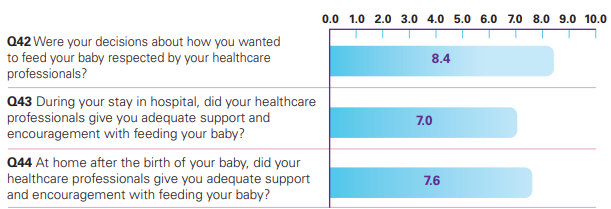 0.0 1.0 2.0 3.0 4.0 5.0 6.0 7.0 8.0 9.0 10.0
Q42 Were your decisions about how you wanted
to feed your baby respected by your healthcare
professionals?
8.4
Q43 During your stay in hospital, did your healthcare
professionals give you adequate support and
encouragement with feeding your baby?
7.0
Q44 At home after the birth of your baby, did your
healthcare professionals give you adequate support
and encouragement with feeding your baby?
7.6